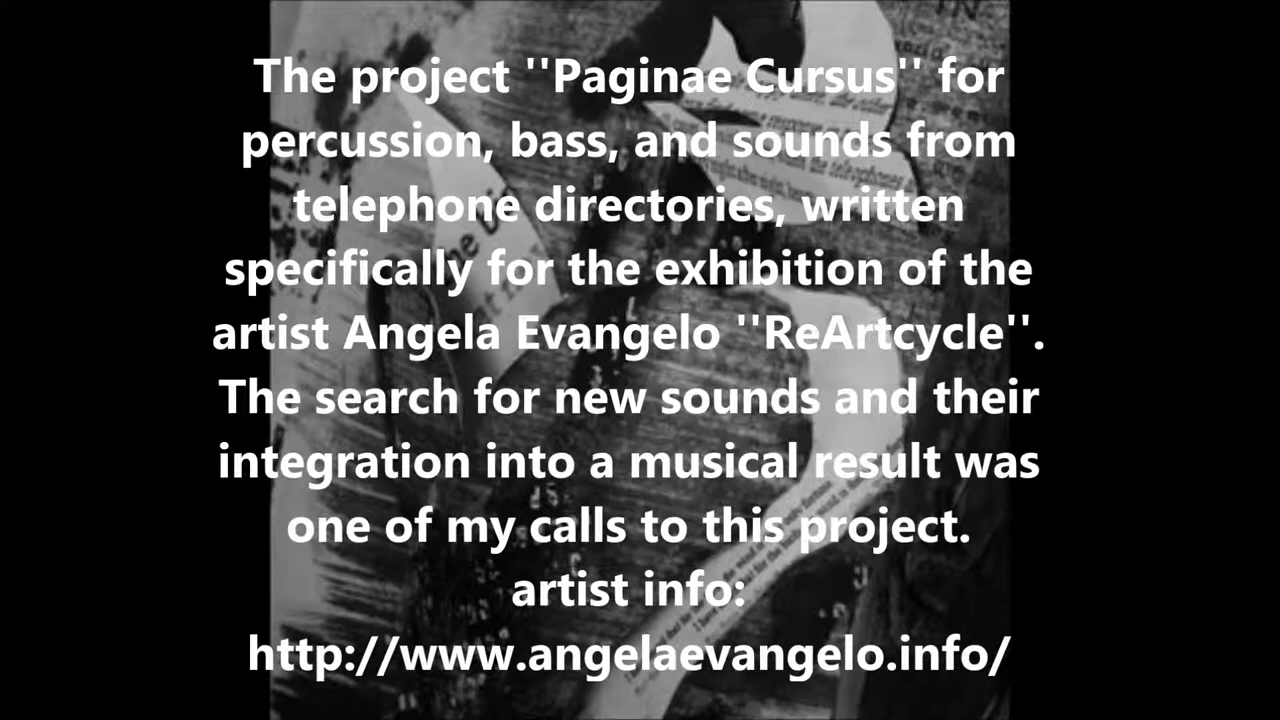 The project ''Paginae Cursus'' for
percussion, bass, and sounds from
telephone directories, written
specifically for the exhibition of the
artist Angela Evangelo ''ReArtcycle''.
The search for new sounds and their
integration into a musical result was
one of my calls to this project.
artist info:
http://www.angelaevangelo.info/